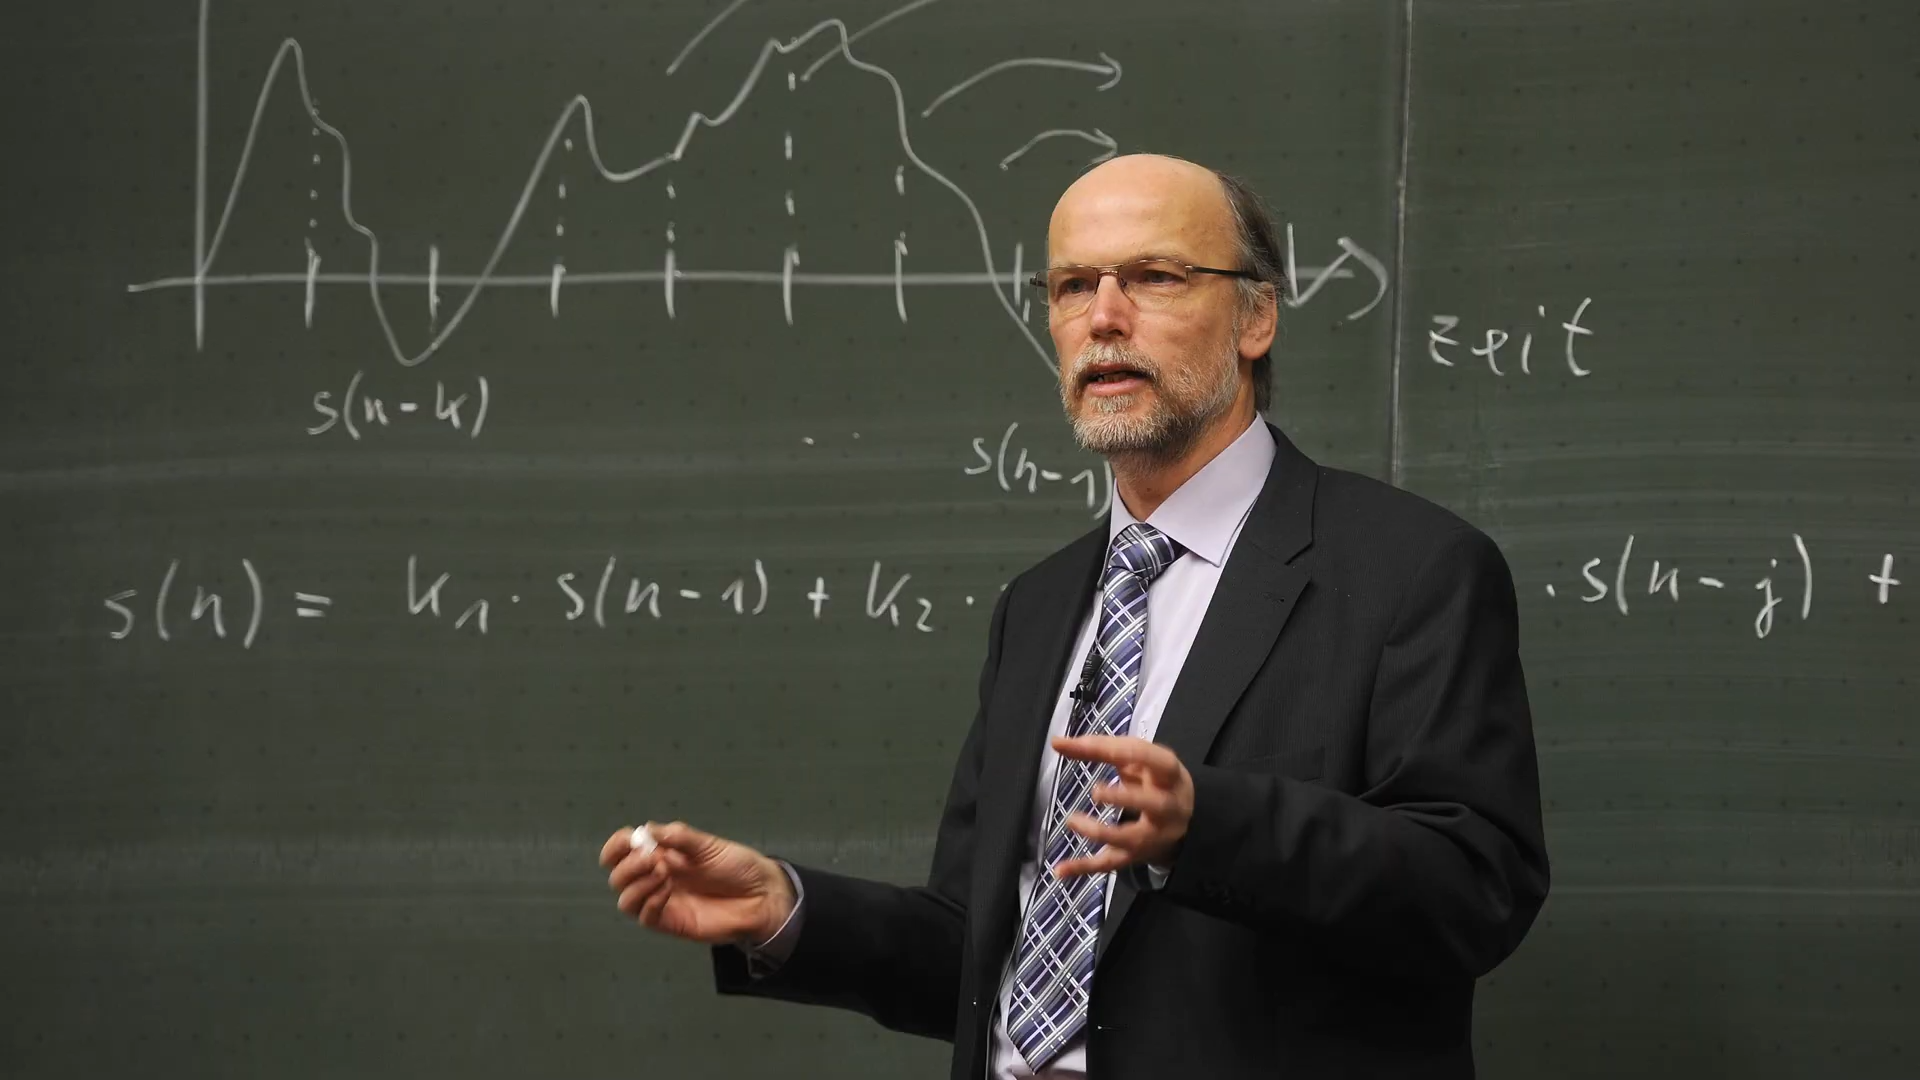 Zeit
s(n-k)
s(n-1)
s(n) = k₁ · s(n-1) + k₂ · · s(n-j) +